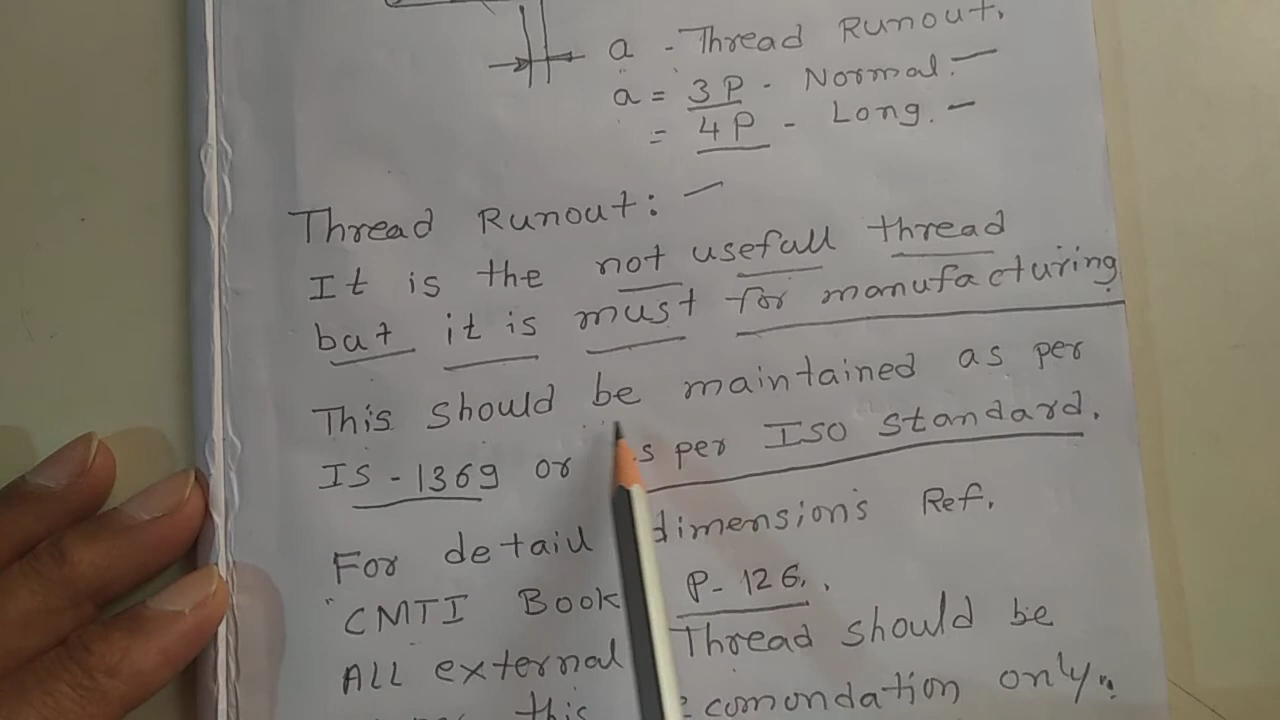 a - Thread Runout.
a = 3P - Normal. -
= 4P - Long. -
Thread Runout: -
It is the not usefull thread
but it is must for manufacturing
This should be maintained as per
IS - 1369 or s per ISO standard.
For detail dimensions Ref.
"CMTI Book P- 126..
ALL external Thread should be
this comondation only.